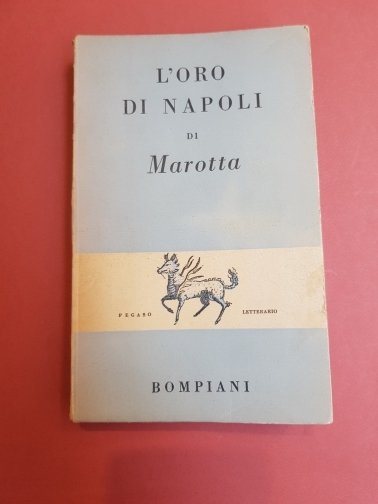 L'ORO
DI NAPOLI
DI
Marotta
PEGASO LETTERARIO
BOMPIANI